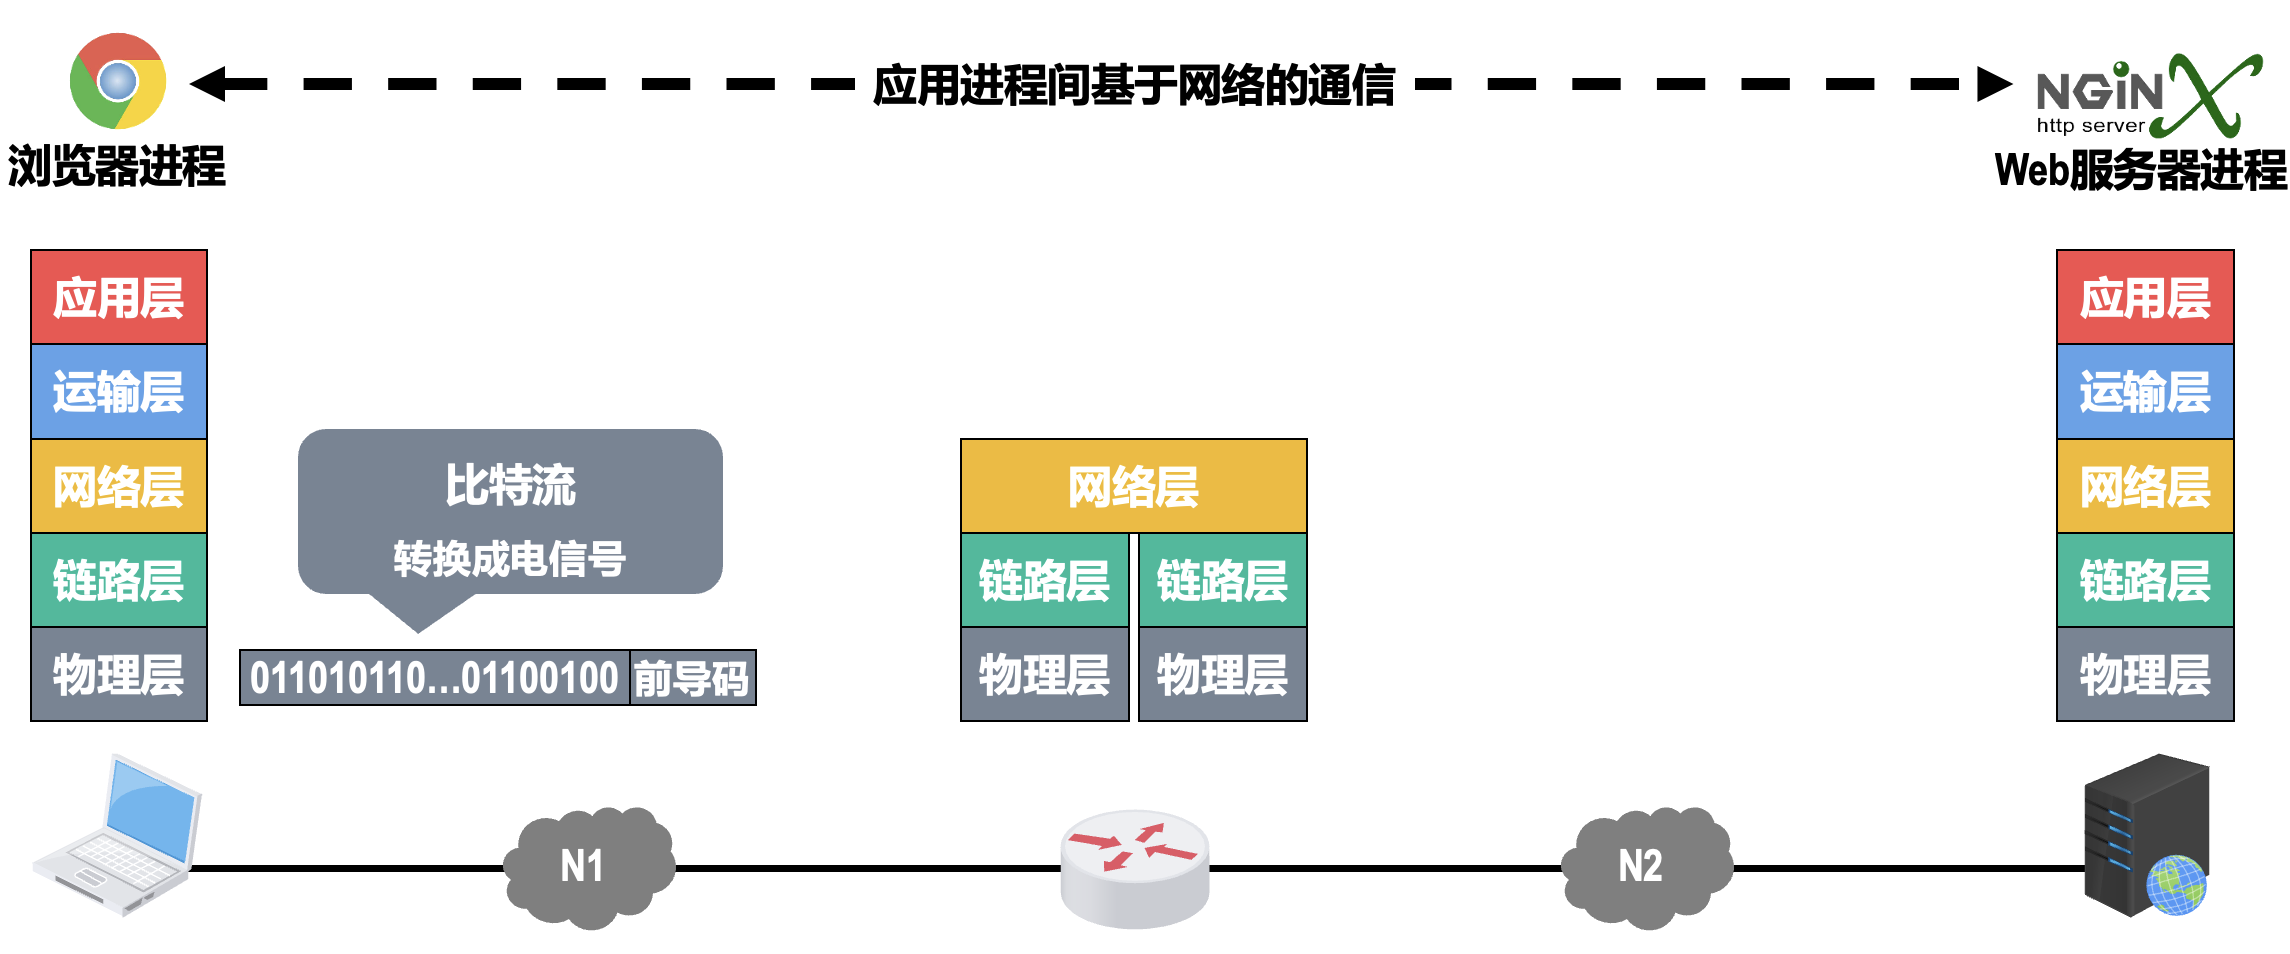 应用进程间基于网络的通信
NGiNX
http server
浏览器进程
Web服务器进程
应用层
运输层
网络层
链路层
物理层
比特流
转换成电信号
011010110...01100100 前导码
网络层
链路层 链路层
物理层 物理层
应用层
运输层
网络层
链路层
物理层
N1
N2